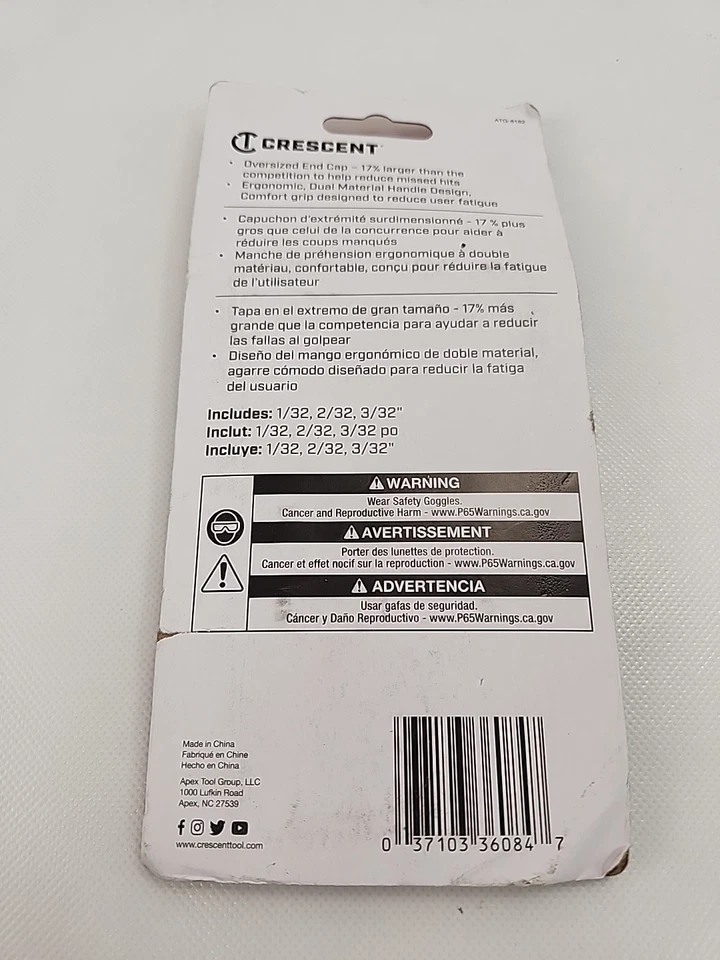 CRESCENT
• Oversized End Cap - 17% larger than the
competition to help reduce missed hits
• Ergonomic, Dual Material Handle Design,
Comfort grip designed to reduce user fatigue
• Capuchon d'extrémité surdimensionné - 17 % plus
gros que celui de la concurrence pour aider à
réduire les coups manqués
• Manche de préhension ergonomique à double
matériau, confortable, conçu pour réduire la fatigue
de l'utilisateur
• Tapa en el extremo de gran tamaño - 17% más
grande que la competencia para ayudar a reducir
las fallas al golpear
• Diseño del mango ergonómico de doble material,
agarre cómodo diseñado para reducir la fatiga
del usuario
Includes: 1/32, 2/32, 3/32"
Inclut: 1/32, 2/32, 3/32 po
Incluye: 1/32, 2/32, 3/32"
WARNING
Wear Safety Goggles.
Cancer and Reproductive Harm - www.P65Warnings.ca.gov
AVERTISSEMENT
Porter des lunettes de protection.
Cancer et effet nocif sur la reproduction - www.P65Warnings.ca.gov
ADVERTENCIA
Usar gafas de seguridad.
Cáncer y Daño Reproductivo - www.P65Warnings.ca.gov
Made in China
Fabriqué en Chine
Hecho en China
Apex Tool Group, LLC
1000 Lufkin Road
Apex, NC 27539
www.crescenttool.com
0 37103 36084 7